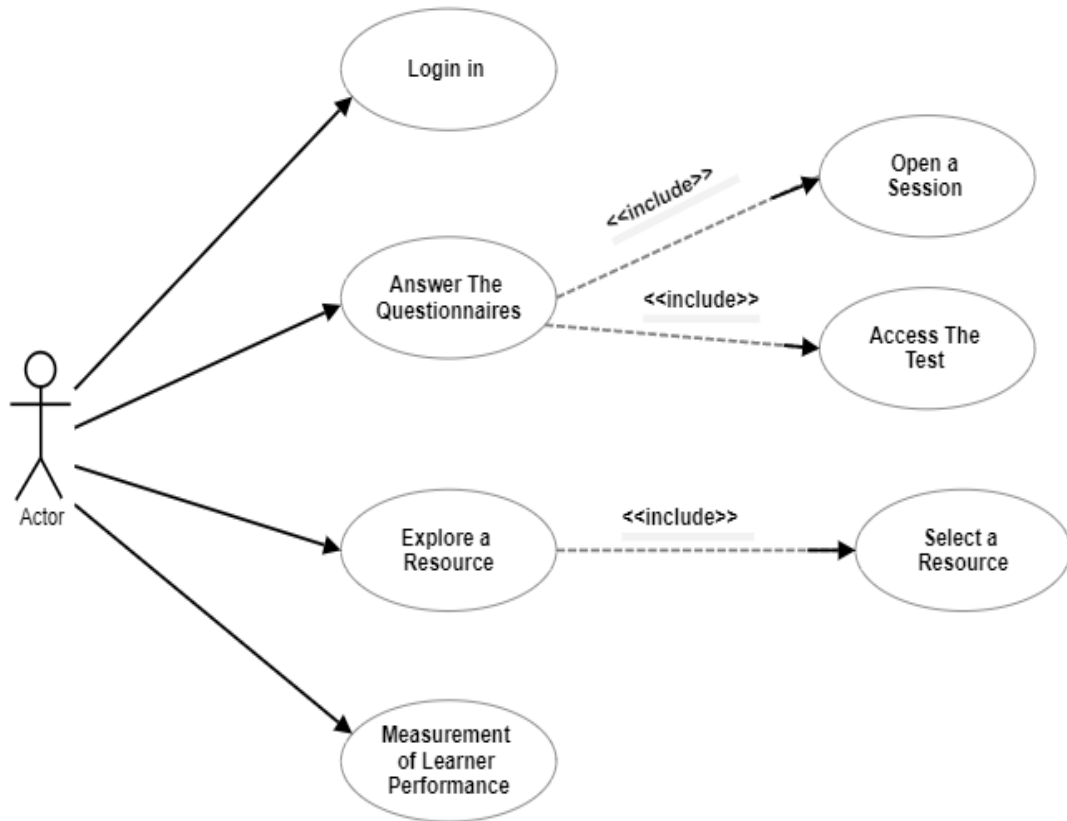 Login in
Open a
Session
<<include>>
Answer The
Questionnaires
<<include>>
Access The
Test
Actor
Explore a
Resource
<<include>>
Select a
Resource
Measurement
of Learner
Performance